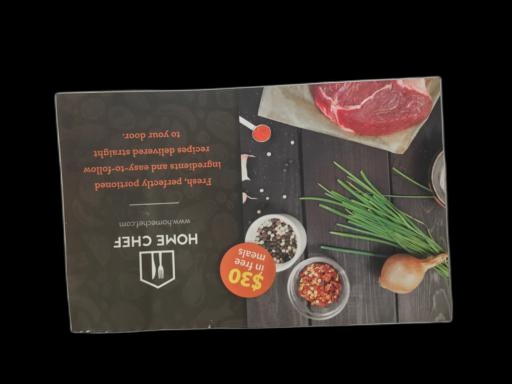 HOME CHEF
www.homechef.com
Fresh, perfectly portioned
ingredients and easy-to-follow
recipes delivered straight
to your door.
$30
in free
meals